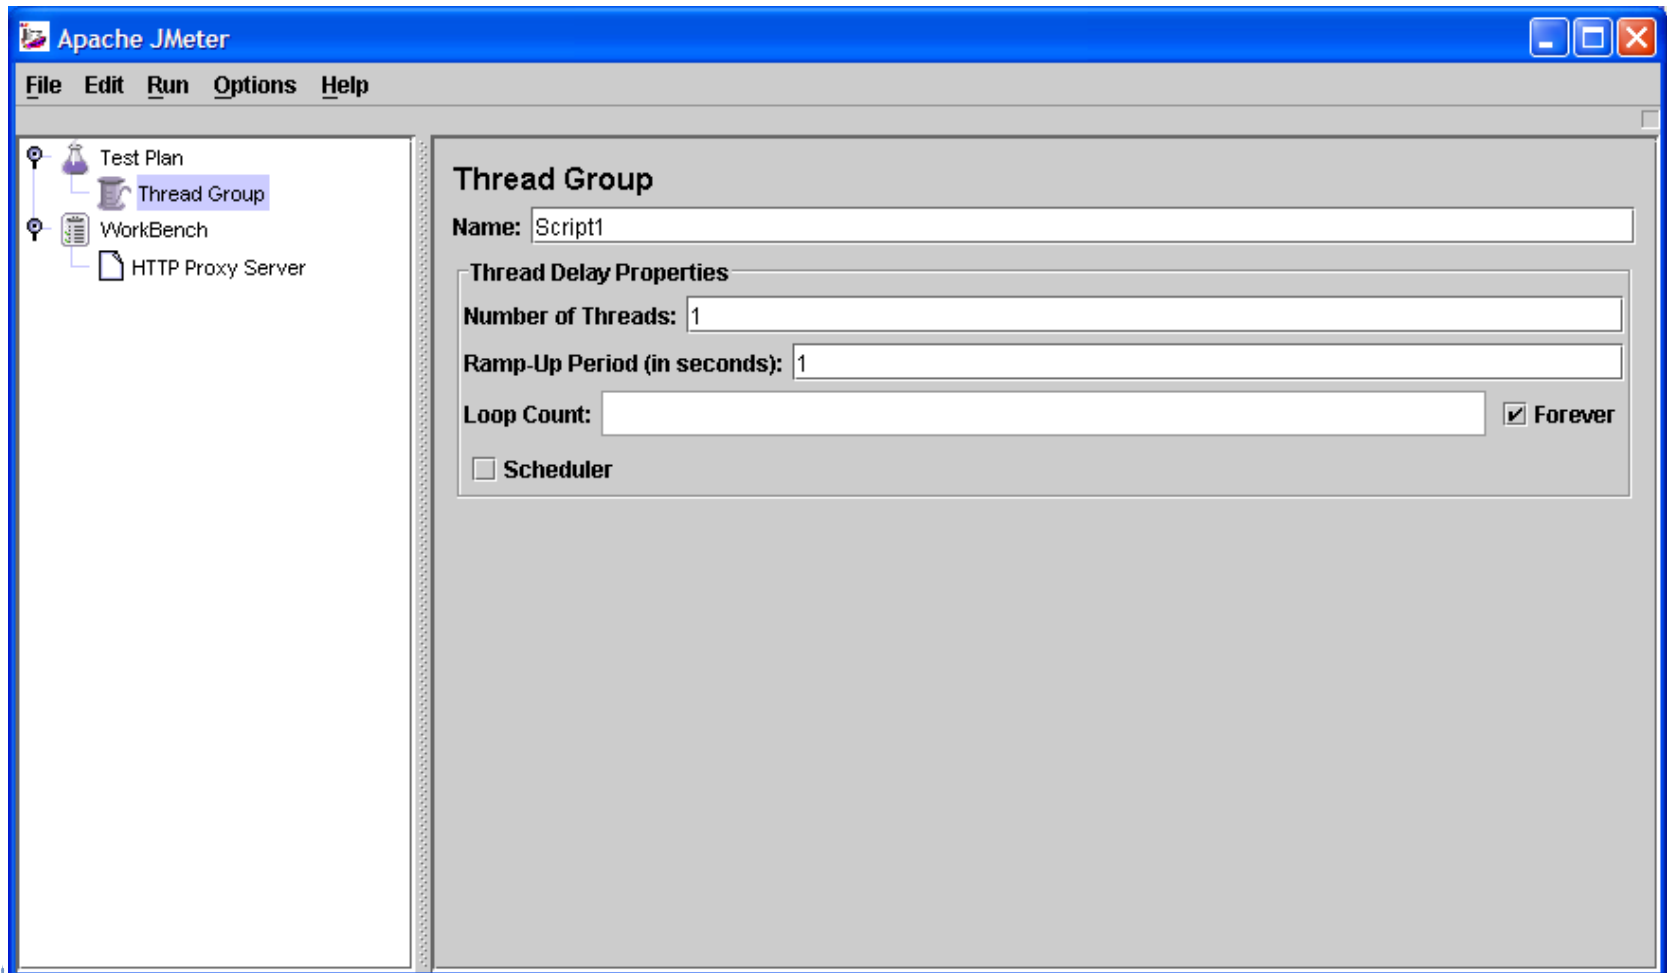 Apache JMeter
File Edit Run Options Help
Test Plan
Thread Group
WorkBench
HTTP Proxy Server
Thread Group
Name: Script1
Thread Delay Properties
Number of Threads: 1
Ramp-Up Period (in seconds): 1
Loop Count: Forever
Scheduler